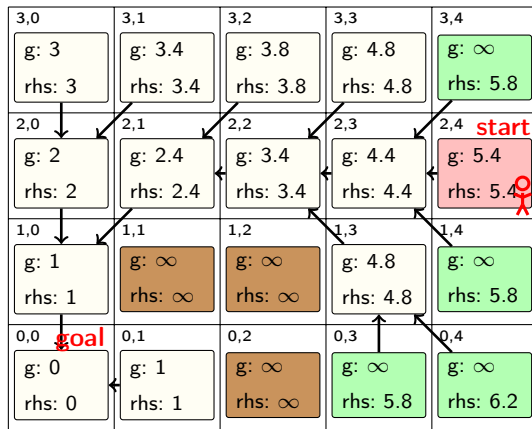 3,0 3,1 3,2 3,3 3,4
g: 3 g: 3.4 g: 3.8 g: 4.8 g: ∞
rhs: 3 rhs: 3.4 rhs: 3.8 rhs: 4.8 rhs: 5.8
2,0 2,1 2,2 2,3 2,4 start
g: 2 g: 2.4 g: 3.4 g: 4.4 g: 5.4
rhs: 2 rhs: 2.4 rhs: 3.4 rhs: 4.4 rhs: 5.4
1,0 1,1 1,2 1,3 1,4
g: 1 g: ∞ g: ∞ g: 4.8 g: ∞
rhs: 1 rhs: ∞ rhs: ∞ rhs: 4.8 rhs: 5.8
0,0 goal 0,1 0,2 0,3 0,4
g: 0 g: 1 g: ∞ g: ∞ g: ∞
rhs: 0 rhs: 1 rhs: ∞ rhs: 5.8 rhs: 6.2